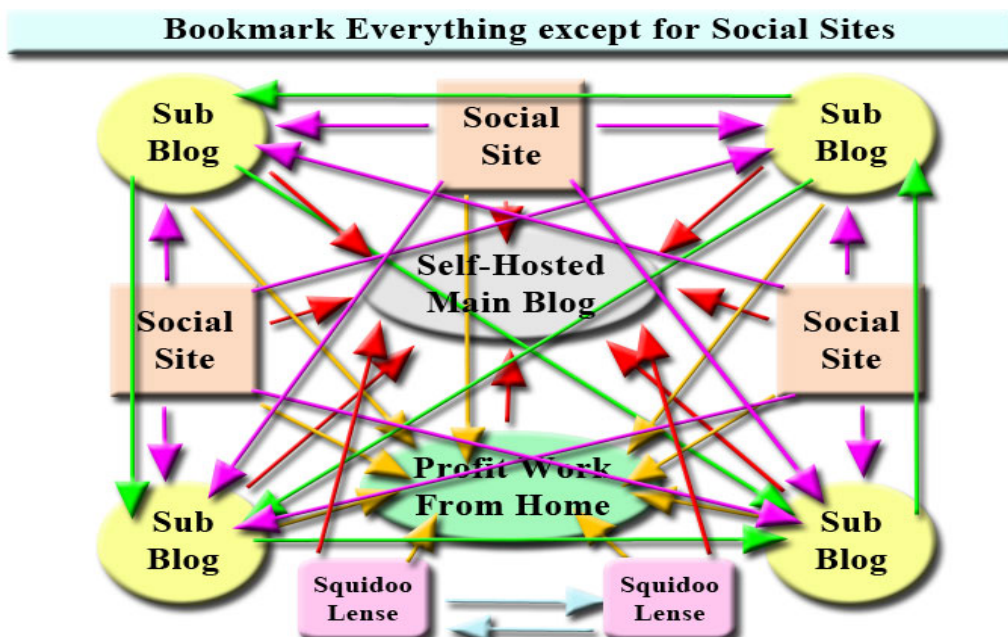 Bookmark Everything except for Social Sites
Sub
Blog
Social
Site
Sub
Blog
Self-Hosted
Main Blog
Social
Site
Social
Site
Profit Work
From Home
Sub
Blog
Sub
Blog
Squidoo
Lense
Squidoo
Lense